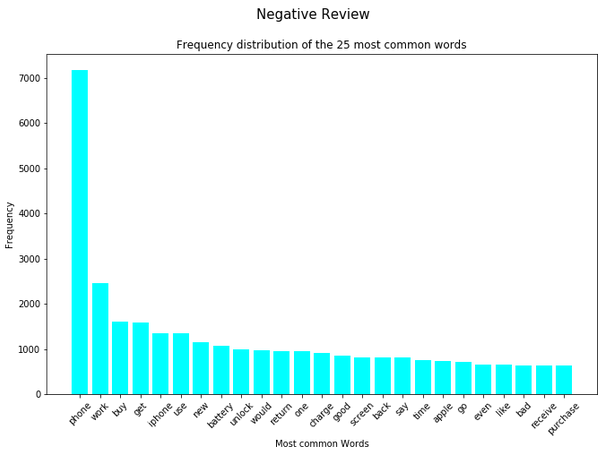 Negative Review
Frequency distribution of the 25 most common words
7000
6000
5000
4000
3000
2000
1000
0
Frequency
phone
work
buy
get
iphone
use
new
battery
unlock
would
return
one
charge
good
screen
back
say
time
apple
go
even
like
bad
receive
purchase
Most common Words